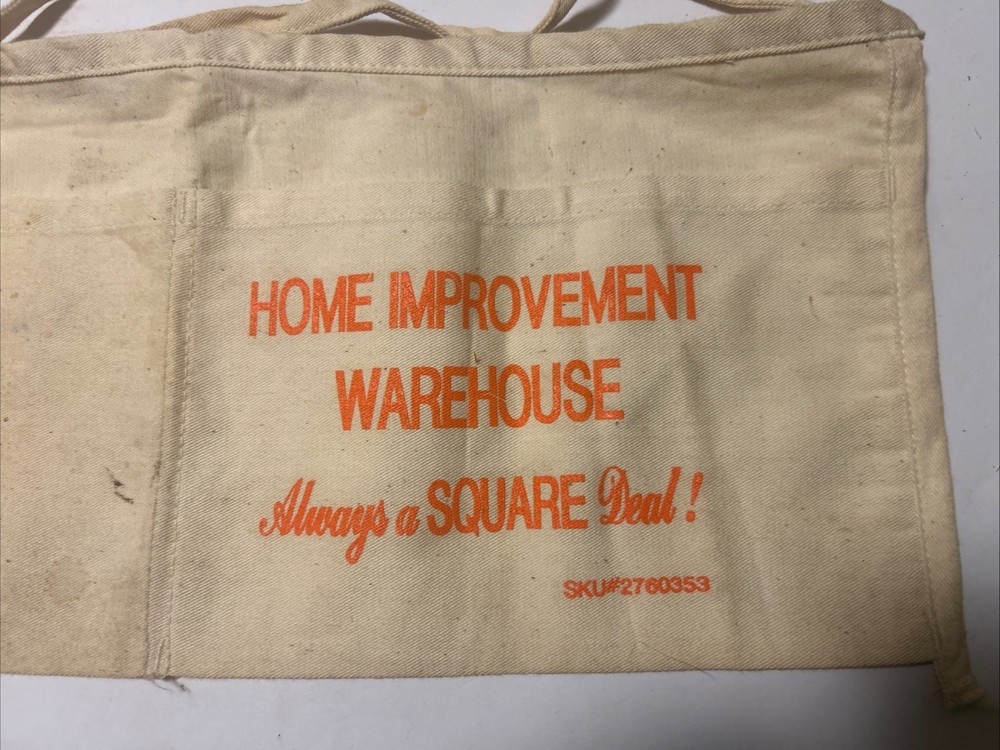 HOME IMPROVEMENT
WAREHOUSE
Always a SQUARE Deal!
SKU#2760353